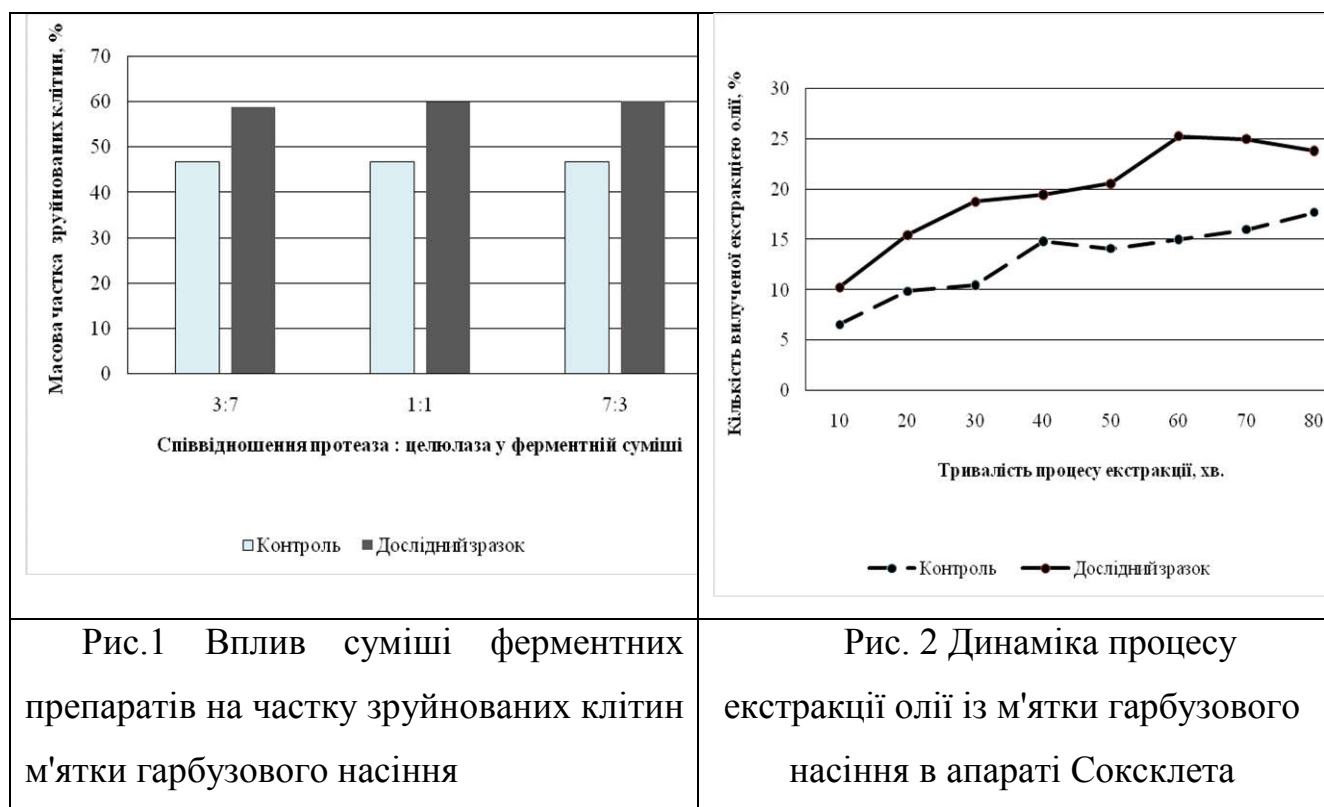 Масова частка зруйнованих клітин, %
70
60
50
40
30
20
10
0
3:7 1:1 7:3
Співвідношення протеаза : целюлаза у ферментній суміші
Контроль Дослідний зразок
Кількість вилученої екстракцією олії, %
30
25
20
15
10
5
0
10 20 30 40 50 60 70 80
Тривалість процесу екстракції, хв.
Контроль Дослідний зразок
Рис.1 Вплив суміші ферментних
препаратів на частку зруйнованих клітин
м'ятки гарбузового насіння
Рис. 2 Динаміка процесу
екстракції олії із м'ятки гарбузового
насіння в апараті Соксклета